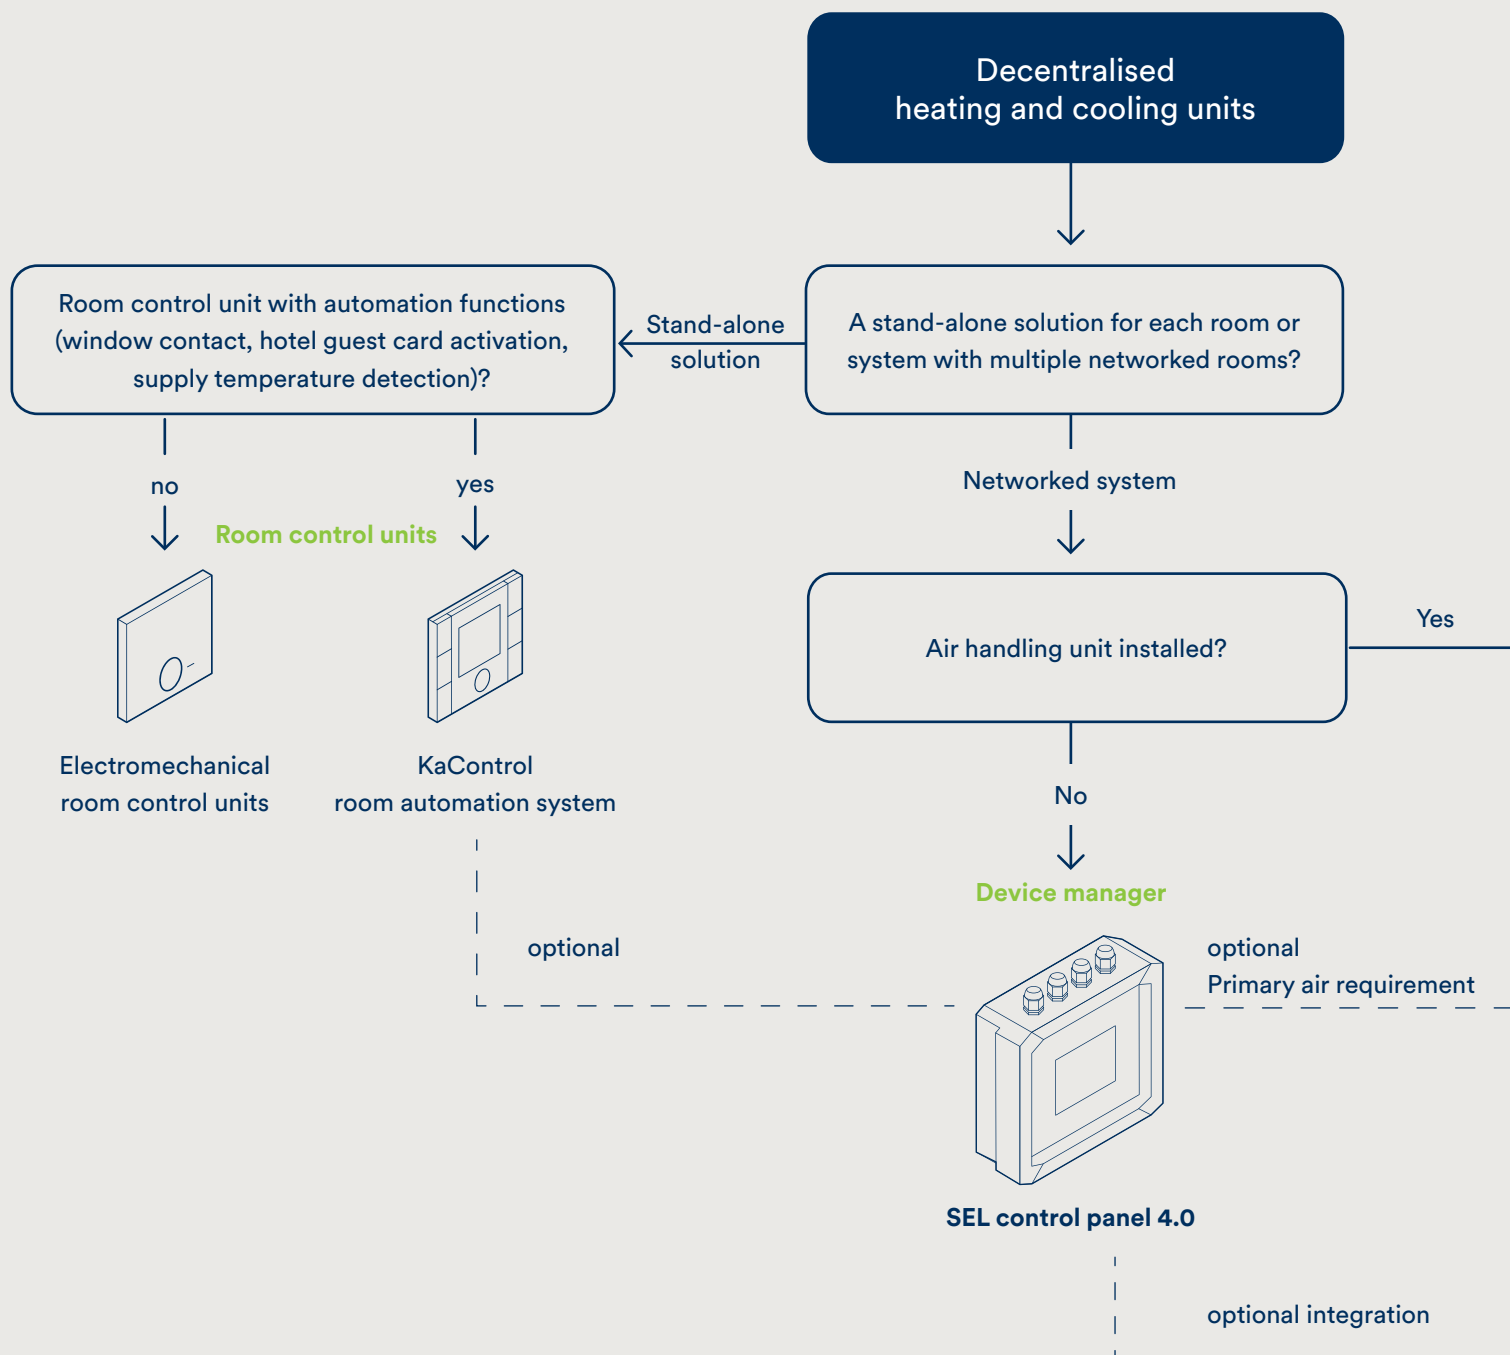 Decentralised
heating and cooling units
Room control unit with automation functions
(window contact, hotel guest card activation,
supply temperature detection)?
Stand-alone
solution
A stand-alone solution for each room or
system with multiple networked rooms?
no
yes
Networked system
Room control units
Air handling unit installed?
Yes
Electromechanical
room control units
KaControl
room automation system
No
Device manager
optional
optional
Primary air requirement
SEL control panel 4.0
optional integration